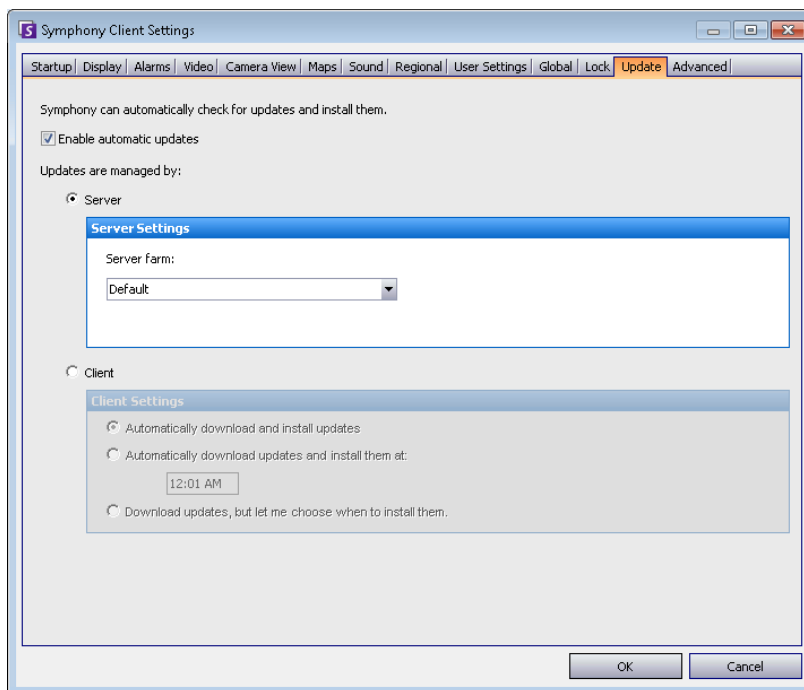 Symphony Client Settings
Startup Display Alarms Video Camera View Maps Sound Regional User Settings Global Lock Update Advanced
Symphony can automatically check for updates and install them.
Enable automatic updates
Updates are managed by:
Server
Server Settings
Server farm:
Default
Client
Client Settings
Automatically download and install updates
Automatically download updates and install them at:
12:01 AM
Download updates, but let me choose when to install them.
OK Cancel